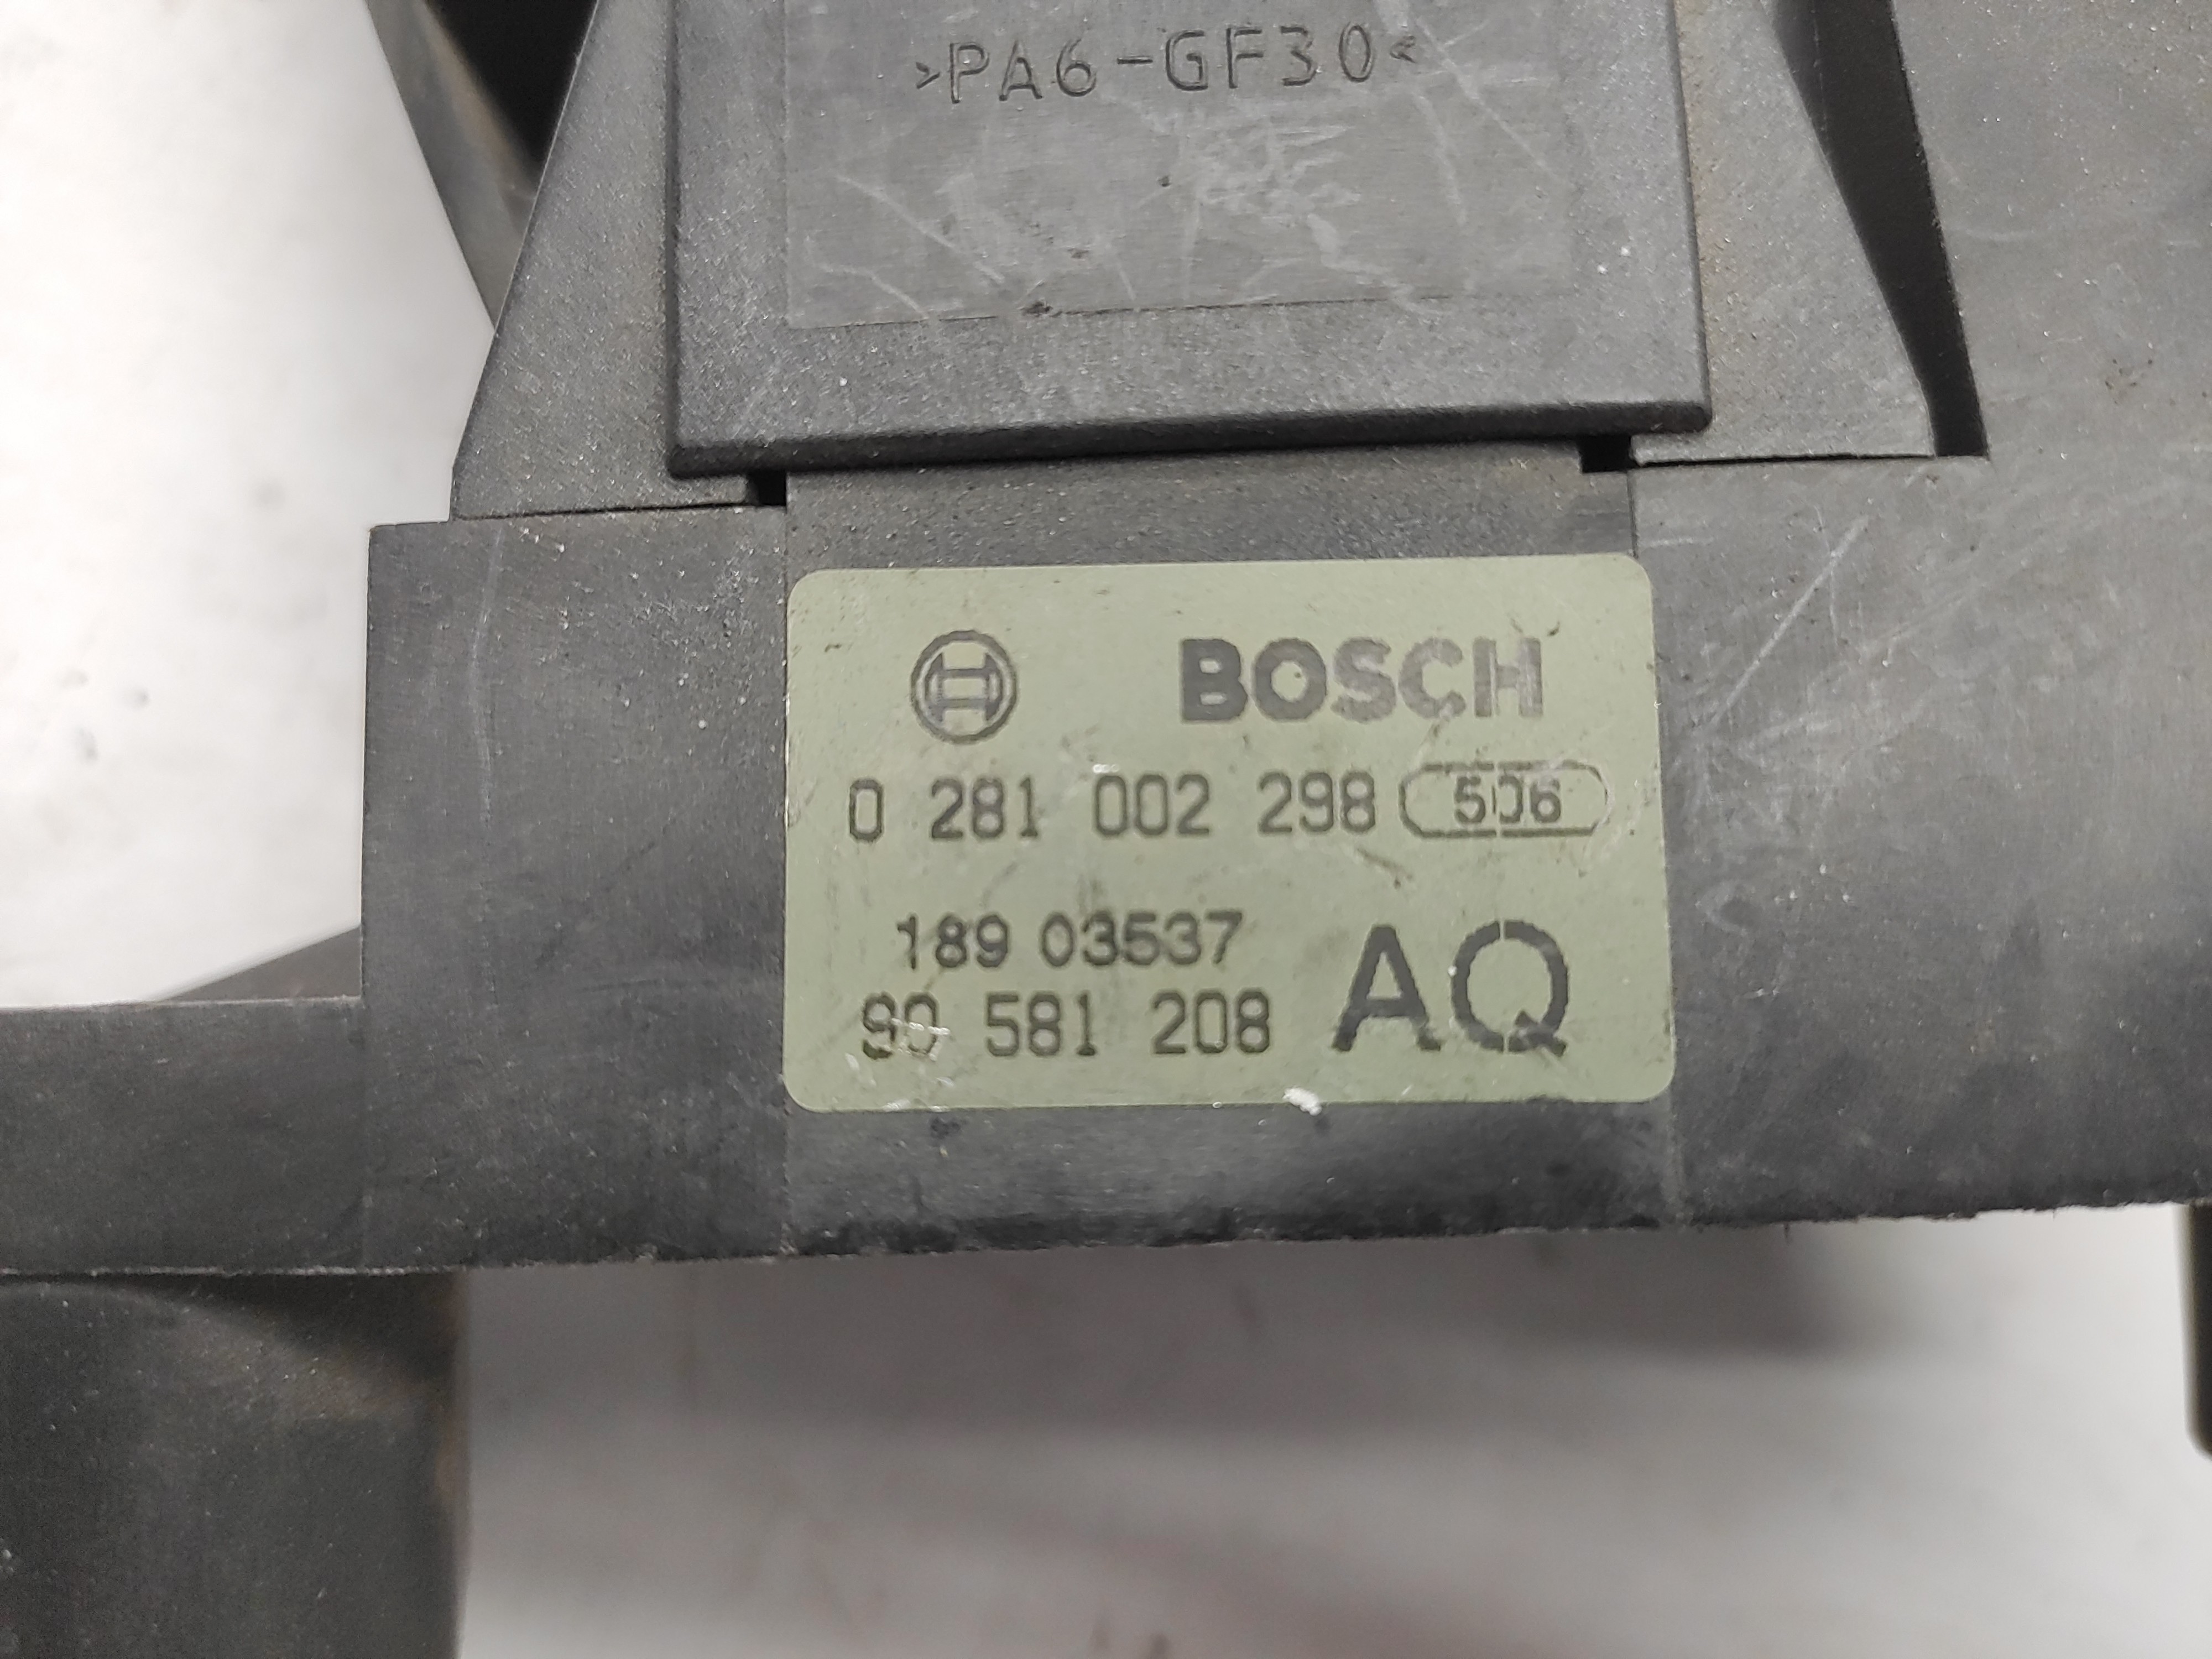 >PA6-GF30<
BOSCH
0 281 002 298 506
189 03537
90 581 208 AQ